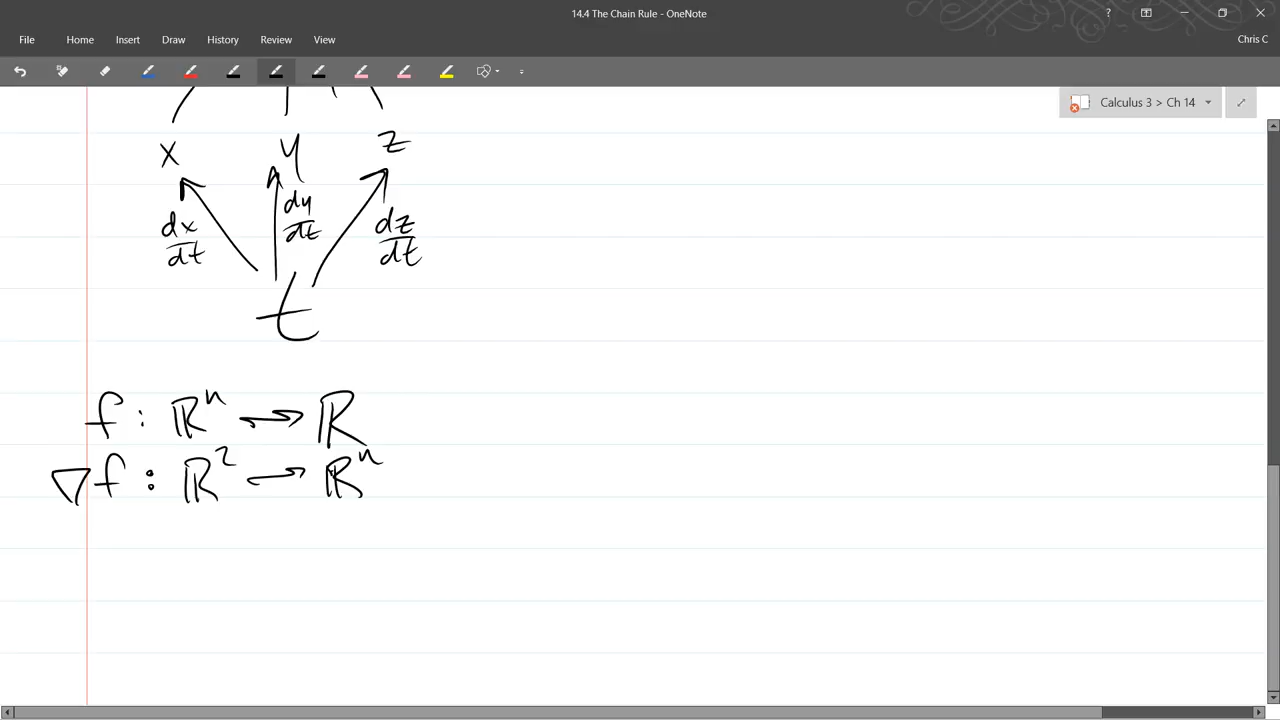 14.4 The Chain Rule - OneNote
File Home Insert Draw History Review View
Chris C
Calculus 3 > Ch 14
x y z
dx/dt dy/dt dz/dt
t
f : ℝⁿ → ℝ
∇f : ℝ² → ℝⁿ